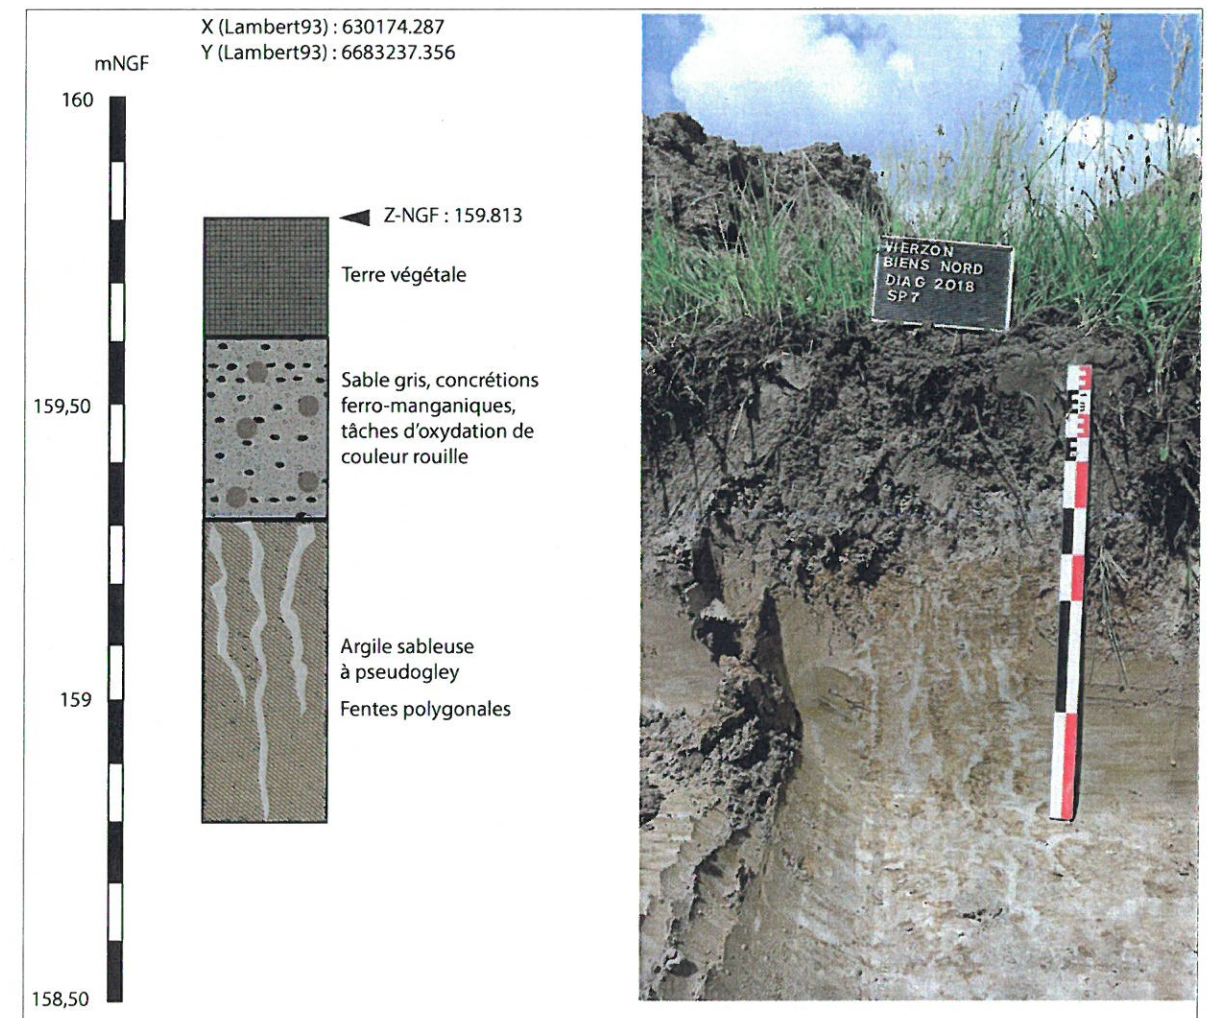 X (Lambert93) : 630174.287
Y (Lambert93) : 6683237.356
mNGF
160
Z-NGF : 159.813
Terre végétale
159,50
Sable gris, concrétions
ferro-manganiques,
tâches d'oxydation de
couleur rouille
Argile sableuse
à pseudogley
159
Fentes polygonales
158,50
VIERZON
BIENS NORD
DIAG 2018
SP7
1m